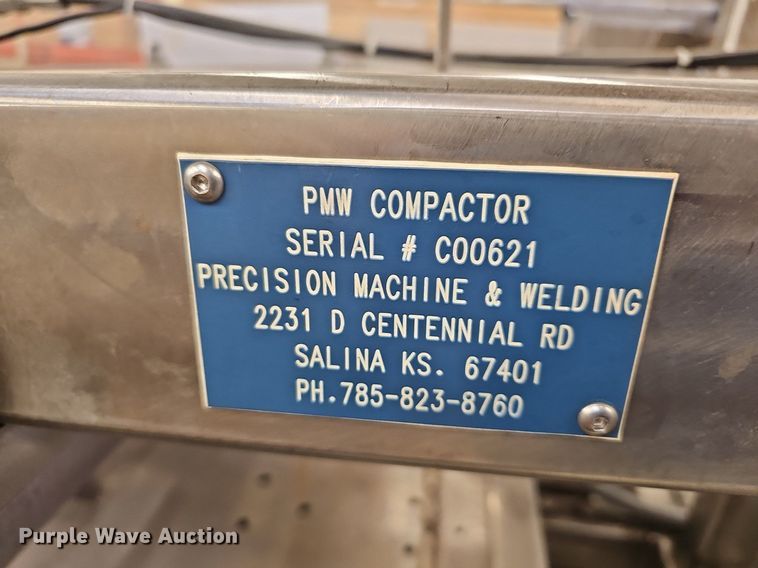 PMW COMPACTOR
SERIAL # C00621
PRECISION MACHINE & WELDING
2231 D CENTENNIAL RD
SALINA KS. 67401
PH.785-823-8760
Purple Wave Auction